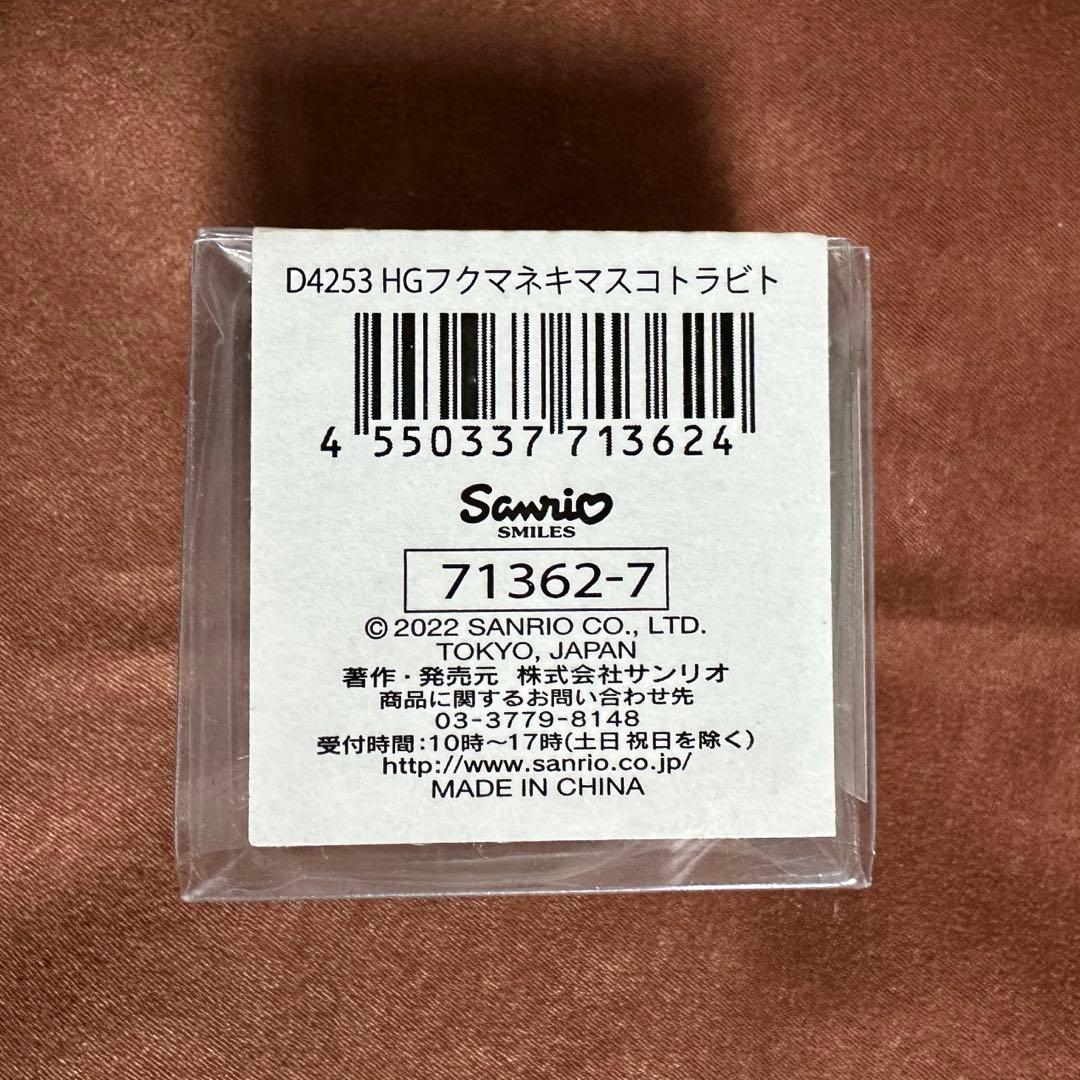 D4253 HGフクマネキマスコトラビト
4 550337 713624
Sanrio
SMILES
71362-7
© 2022 SANRIO CO., LTD.
TOKYO, JAPAN
著作・発売元 株式会社サンリオ
商品に関するお問い合わせ先
03-3779-8148
受付時間:10時～17時(土日祝日を除く)
http://www.sanrio.co.jp/
MADE IN CHINA